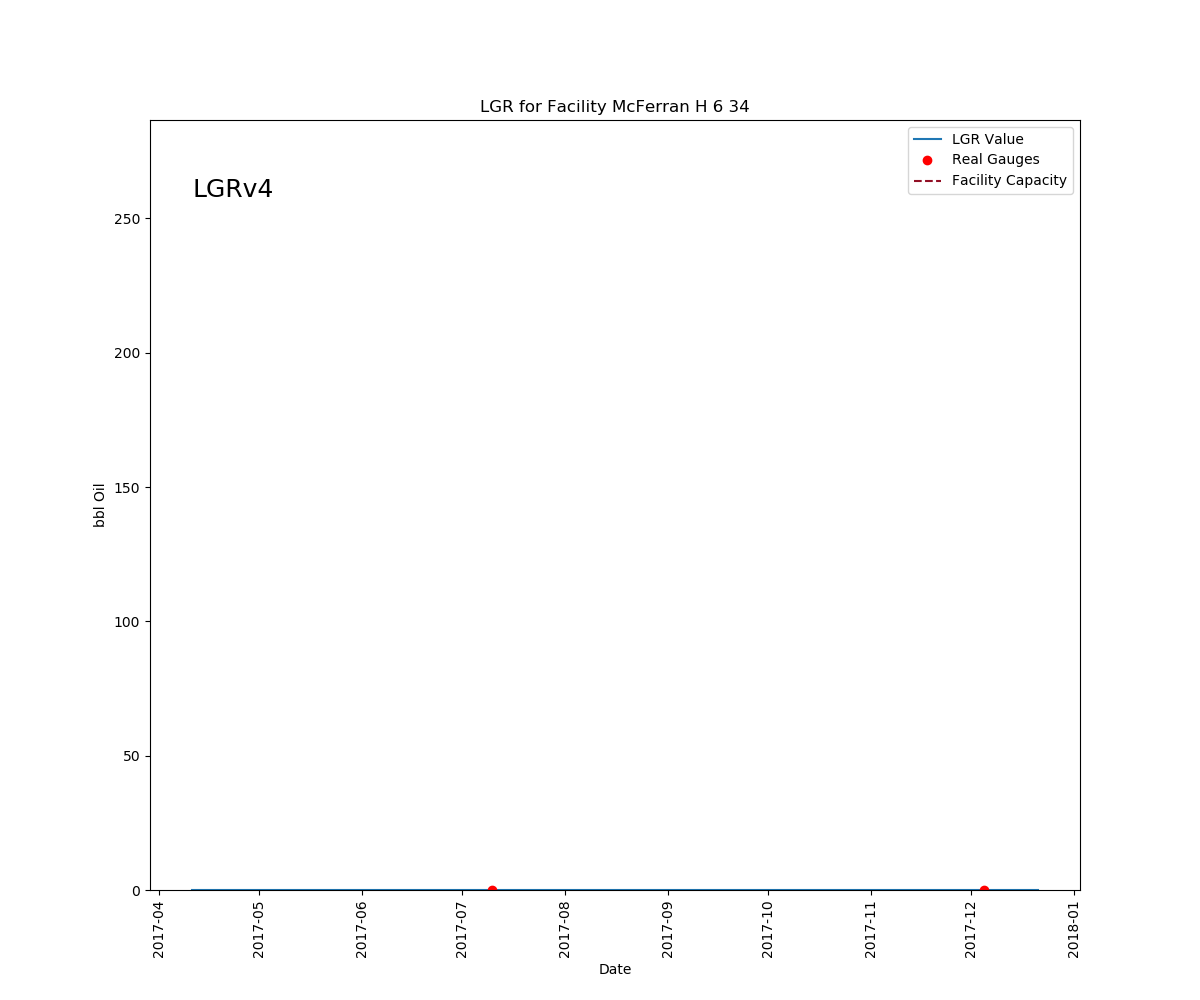 LGR for Facility McFerran H 6 34
LGR Value
Real Gauges
Facility Capacity
LGRv4
250
200
150
100
50
0
bbl Oil
2017-04
2017-05
2017-06
2017-07
2017-08
2017-09
2017-10
2017-11
2017-12
2018-01
Date